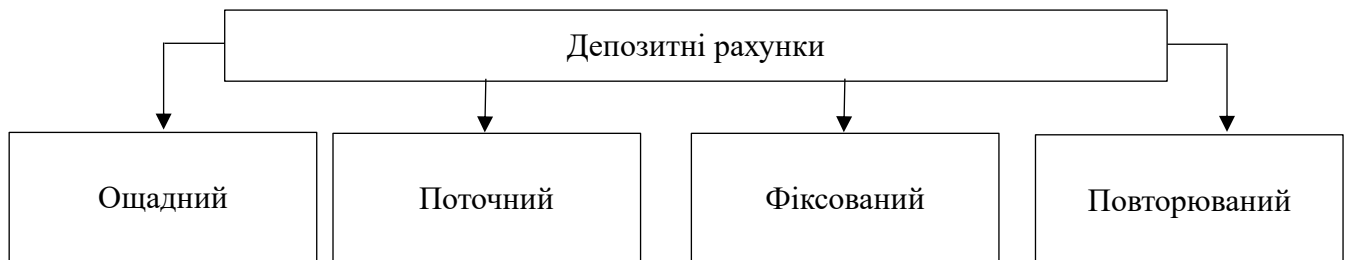 Депозитні рахунки
Ощадний
Поточний
Фіксований
Повторюваний